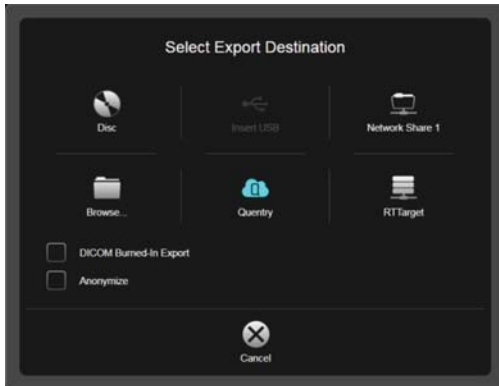 Select Export Destination
Disc
Insert USB
Network Share 1
Browse...
Quentry
RTTarget
DICOM Burned-In Export
Anonymize
Cancel